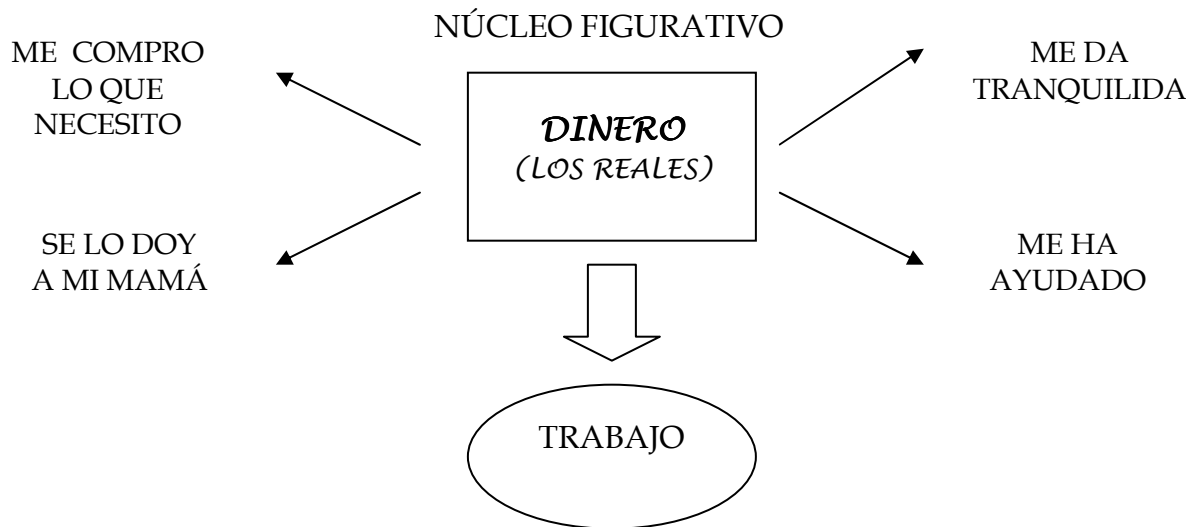 NÚCLEO FIGURATIVO
ME COMPRO
LO QUE
NECESITO
DINERO
(LOS REALES)
ME DA
TRANQUILIDA
SE LO DOY
A MI MAMÁ
ME HA
AYUDADO
TRABAJO